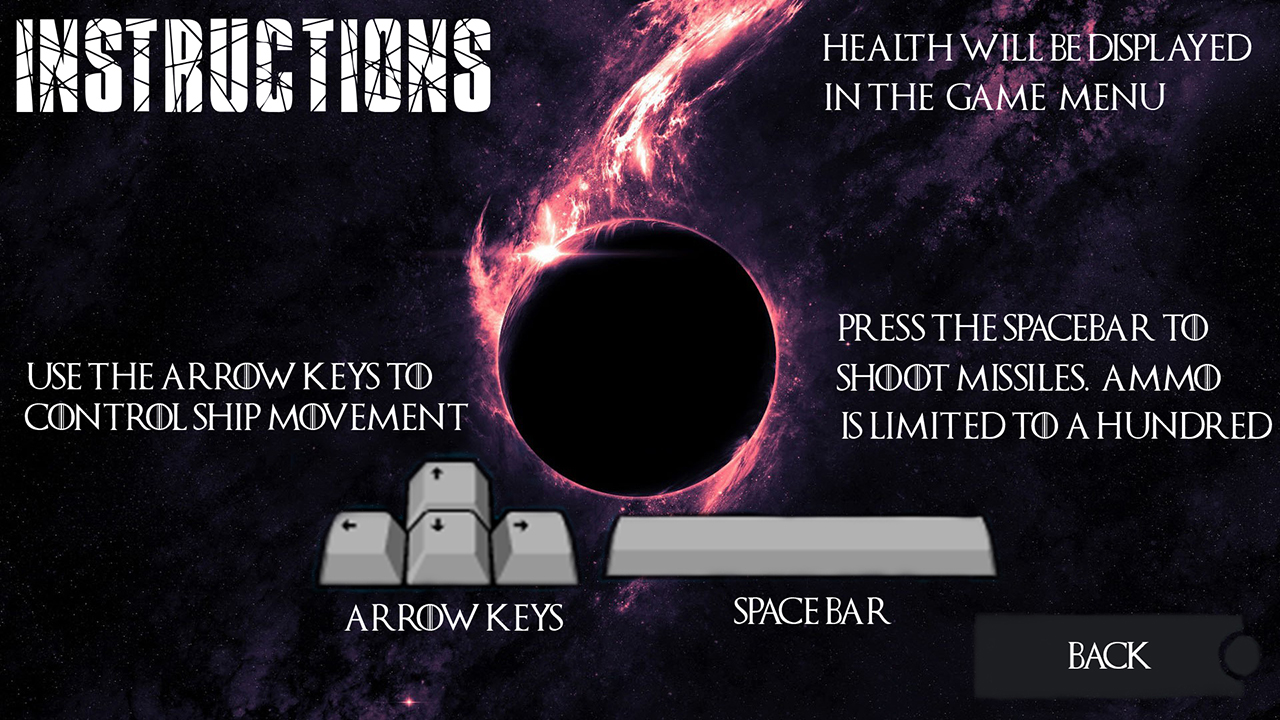 INSTRUCTIONS
HEALTH WILL BE DISPLAYED
IN THE GAME MENU
USE THE ARROW KEYS TO
CONTROL SHIP MOVEMENT
PRESS THE SPACEBAR TO
SHOOT MISSILES. AMMO
IS LIMITED TO A HUNDRED
ARROW KEYS
SPACE BAR
BACK